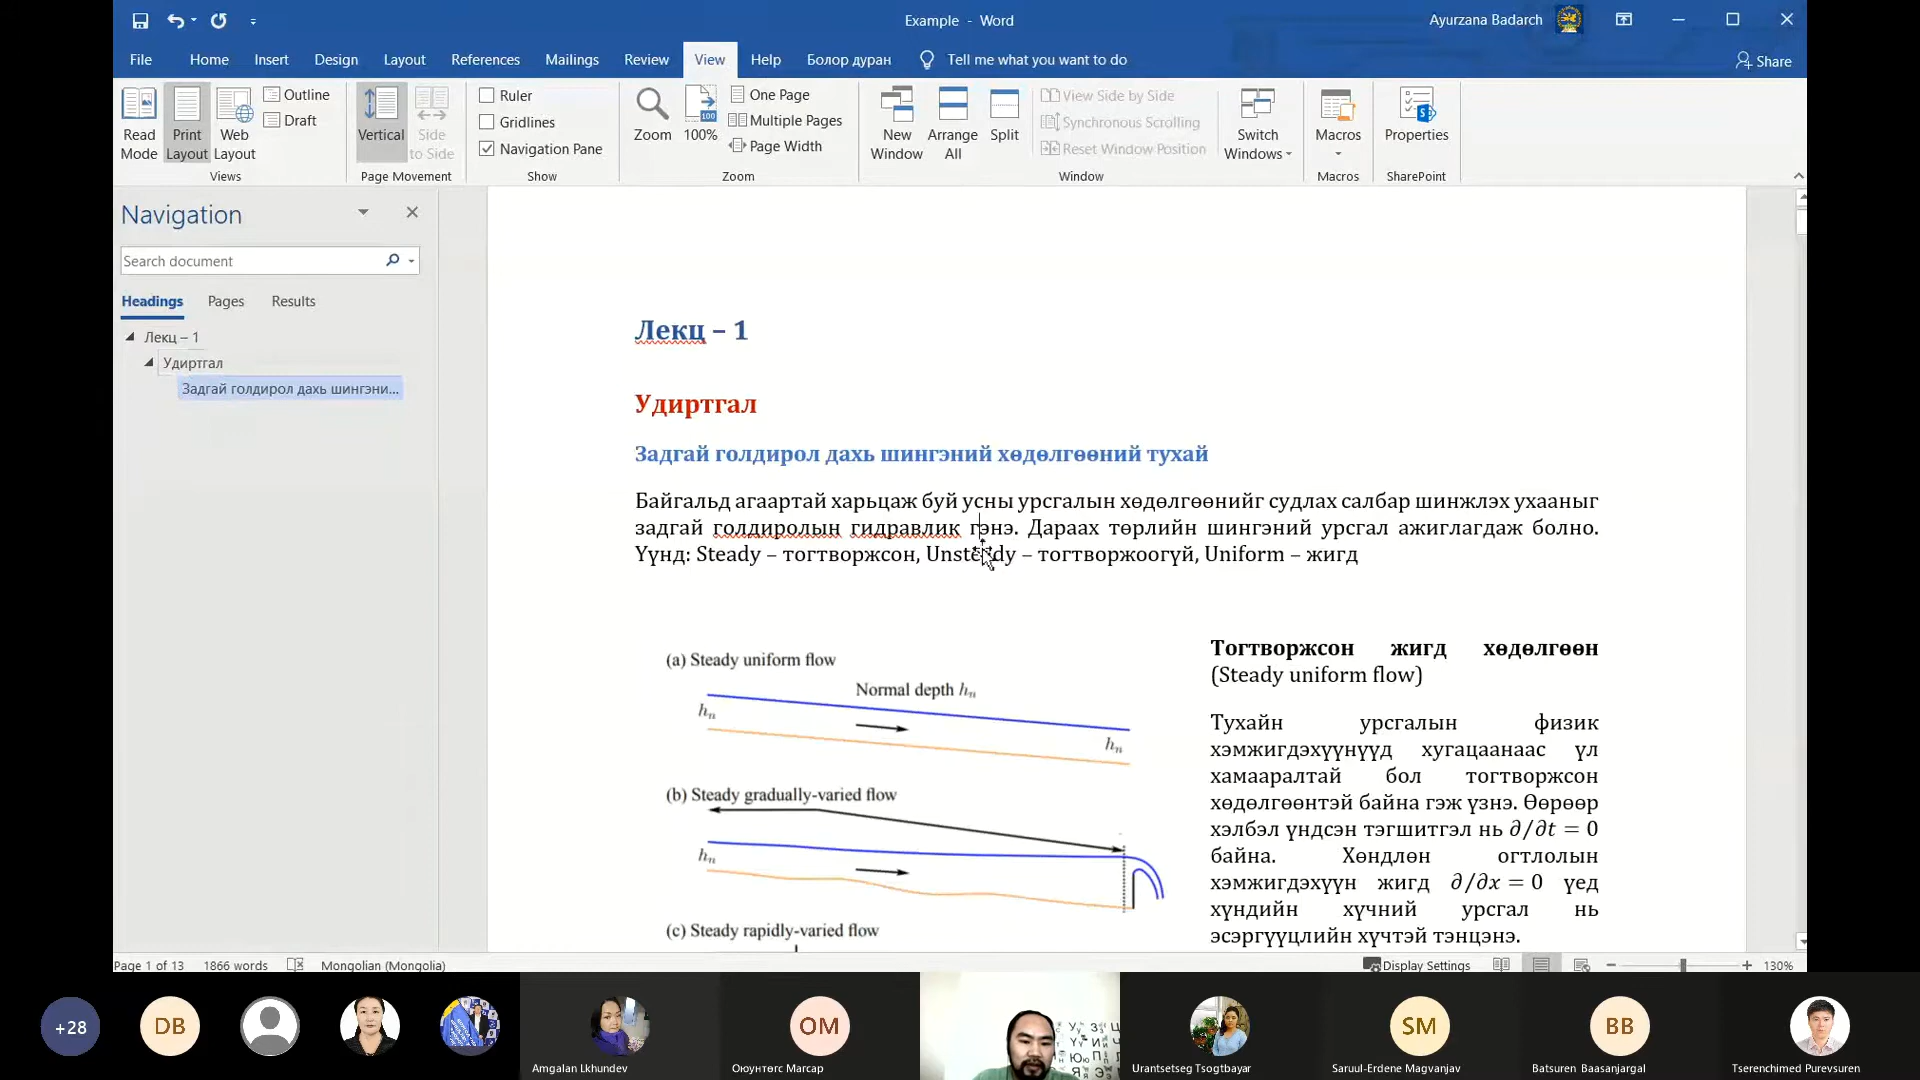 Example - Word
Ayurzana Badarch
File Home Insert Design Layout References Mailings Review View Help Болор дуран Tell me what you want to do Share
Read Mode
Print Layout
Web Layout
Outline
Draft
Views
Vertical
Side to Side
Page Movement
Ruler
Gridlines
Navigation Pane
Show
Zoom
100
100%
One Page
Multiple Pages
Page Width
Zoom
New Window
Arrange All
Split
View Side by Side
Synchronous Scrolling
Reset Window Position
Window
Switch Windows
Macros
Macros
Properties
SharePoint
Navigation
Search document
Headings Pages Results
Лекц – 1
Удиртгал
Задгай голдирол дахь шингэни...
Лекц – 1
Удиртгал
Задгай голдирол дахь шингэний хөдөлгөөний тухай
Байгальд агаартай харьцаж буй усны урсгалын хөдөлгөөнийг судлах салбар шинжлэх ухааныг
задгай голдиролын гидравлик гэнэ. Дараах төрлийн шингэний урсгал ажиглагдаж болно.
Үүнд: Steady – тогтворжсон, Unsteady – тогтворжоогүй, Uniform – жигд
(a) Steady uniform flow
Normal depth hₙ
hₙ
hₙ
(b) Steady gradually-varied flow
hₙ
(c) Steady rapidly-varied flow
Тогтворжсон жигд хөдөлгөөн
(Steady uniform flow)
Тухайн урсгалын физик
хэмжигдэхүүнүүд хугацаанаас үл
хамааралтай бол тогтворжсон
хөдөлгөөнтэй байна гэж үзнэ. Өөрөөр
хэлбэл үндсэн тэгшитгэл нь ∂/∂t = 0
байна. Хөндлөн огтлолын
хэмжигдэхүүн жигд ∂/∂x = 0 үед
хүндийн хүчний урсгал нь
эсэргүүцлийн хүчтэй тэнцэнэ.
Page 1 of 13 1866 words Mongolian (Mongolia) Display Settings 130%
+28
DB
Amgalan Lkhundev
OM
Оюунтөгс Магсар
Urantsetseg Tsogtbayar
SM
Saruul-Erdene Magvanjav
BB
Batsuren Baasanjargal
Tserenchimed Purevsuren